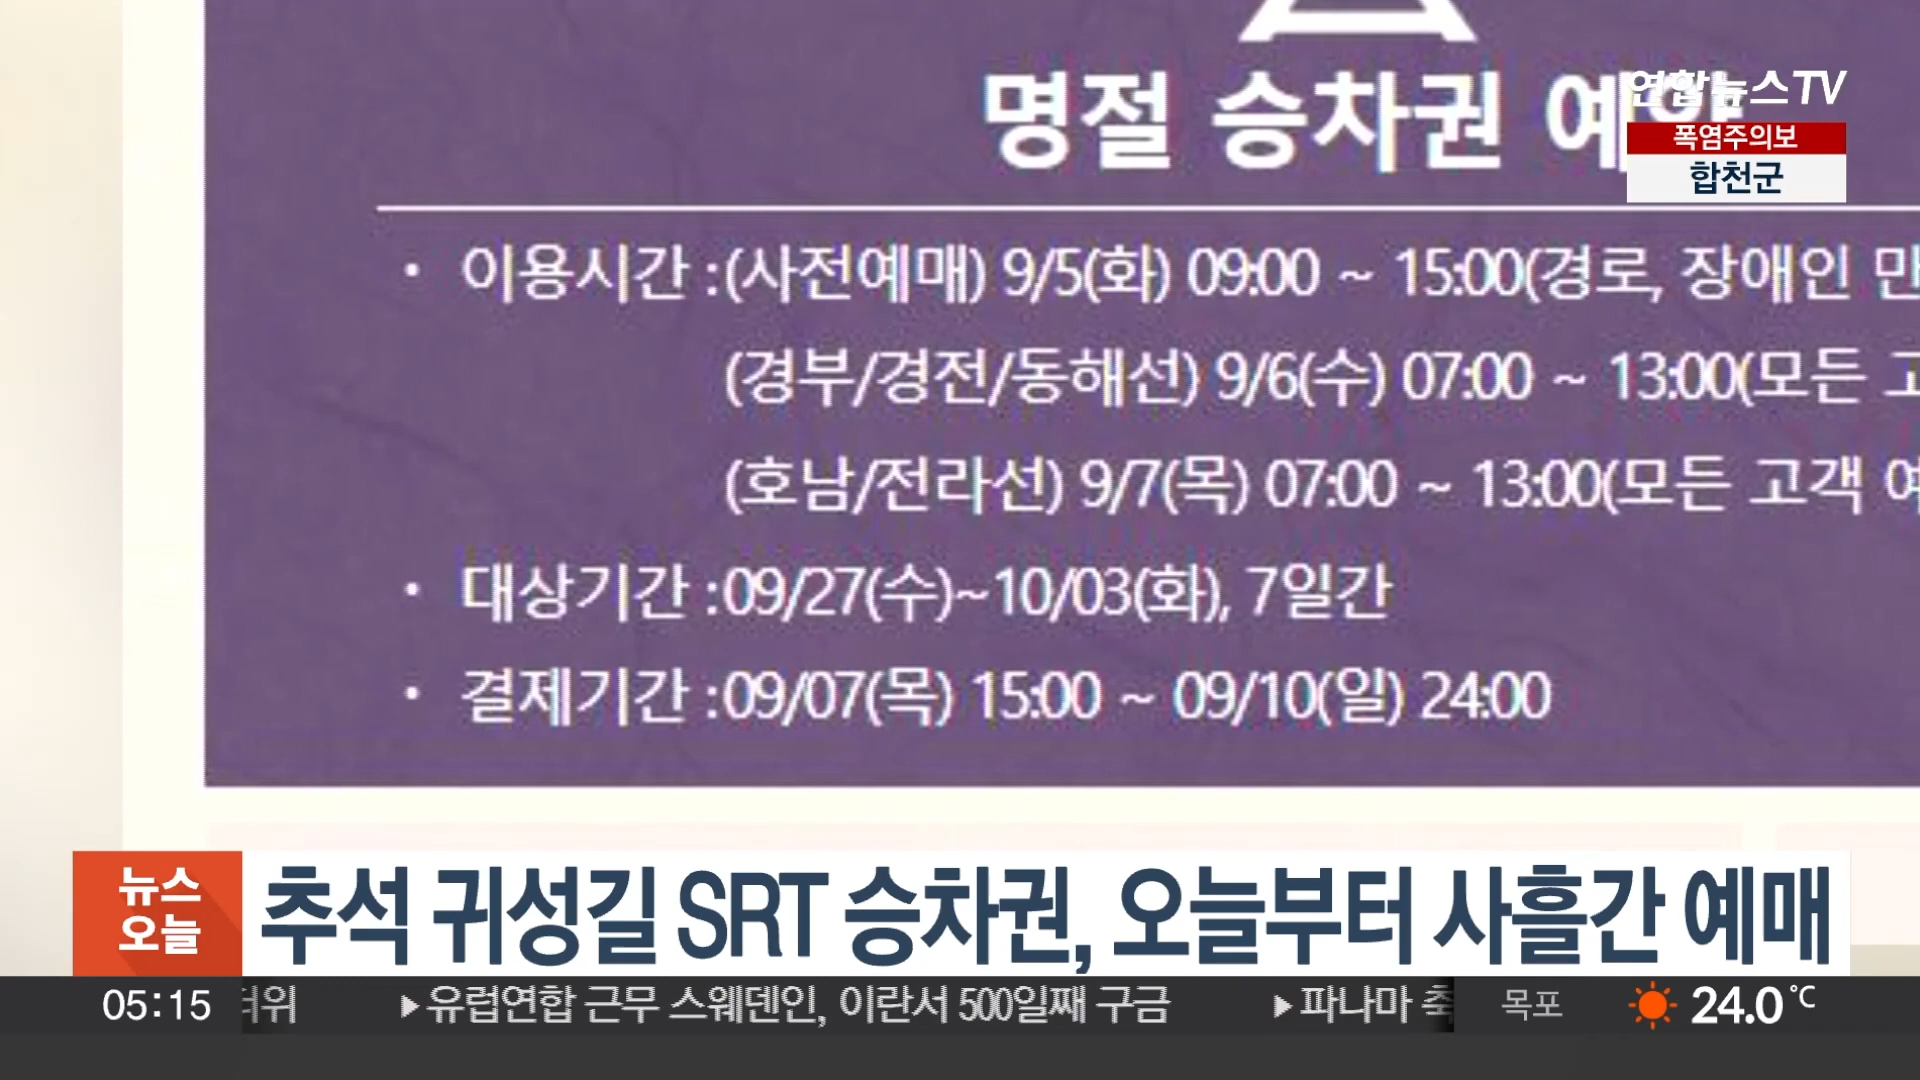 명절 승차권
연합뉴스TV
폭염주의보
합천군
• 이용시간 :(사전예매) 9/5(화) 09:00 ~ 15:00(경로, 장애인
(경부/경전/동해선) 9/6(수) 07:00 ~ 13:00(모든
(호남/전라선) 9/7(목) 07:00 ~ 13:00(모든 고객
• 대상기간 :09/27(수)~10/03(화), 7일간
• 결제기간 :09/07(목) 15:00 ~ 09/10(일) 24:00
뉴스
오늘
추석 귀성길 SRT 승차권, 오늘부터 사흘간 예매
05:15 ▶유럽연합 근무 스웨덴인, 이란서 500일째 구금 ▶파나마 목포 24.0℃